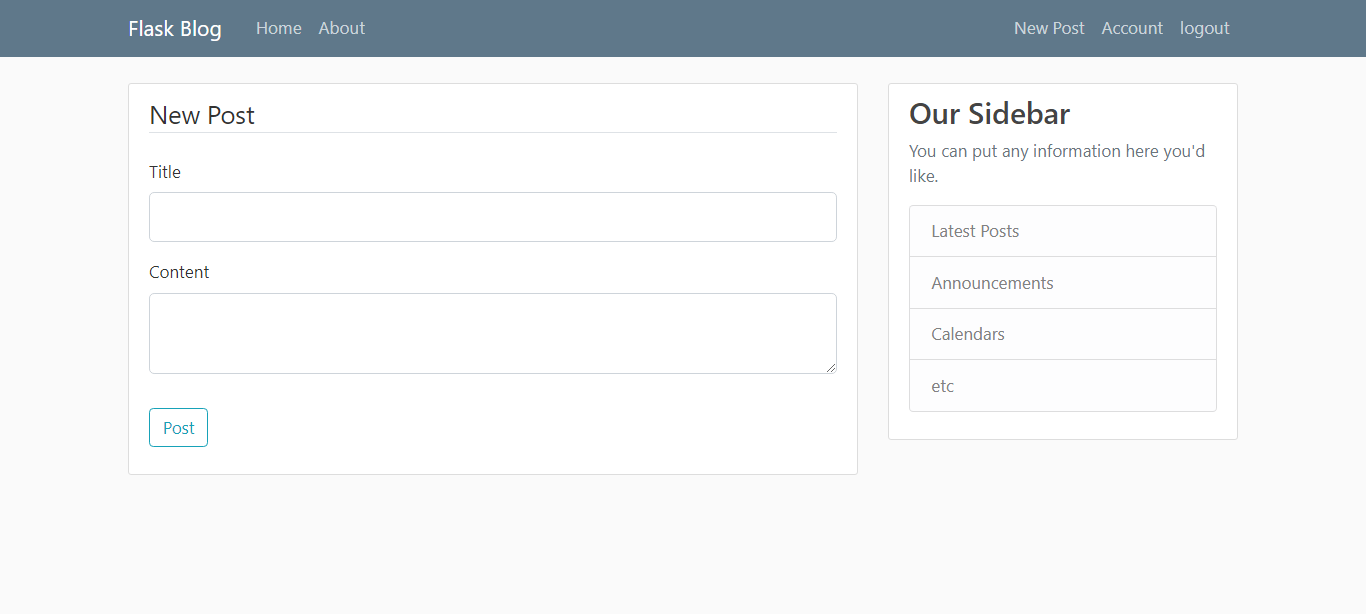 Flask Blog Home About New Post Account logout
New Post
Title
Content
Post
Our Sidebar
You can put any information here you'd
like.
Latest Posts
Announcements
Calendars
etc